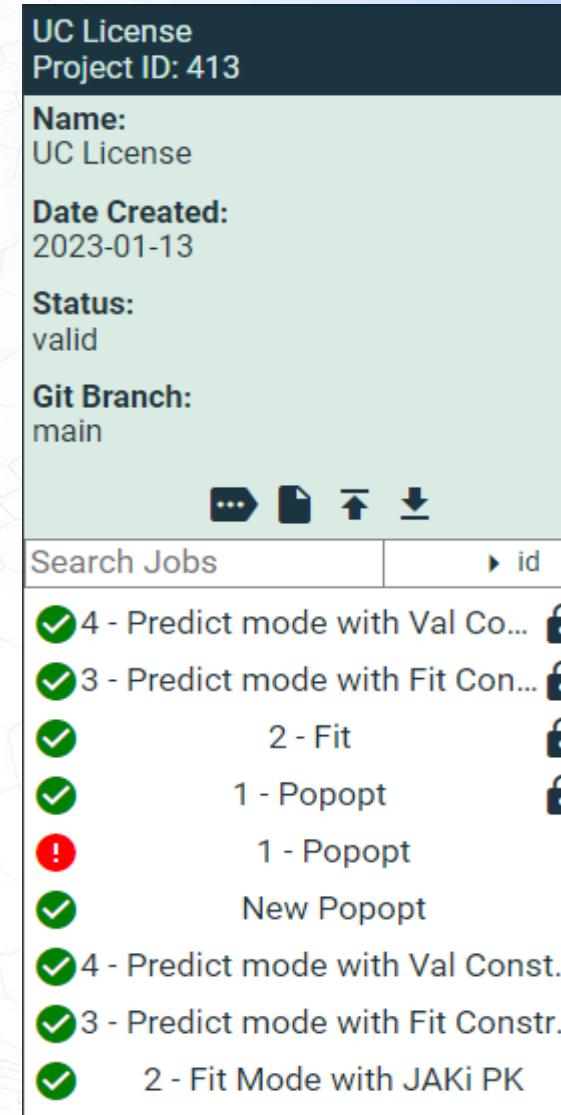 UC License
Project ID: 413
Name:
UC License
Date Created:
2023-01-13
Status:
valid
Git Branch:
main
Search Jobs
id
4 - Predict mode with Val Co...
3 - Predict mode with Fit Con...
2 - Fit
1 - Popopt
1 - Popopt
New Popopt
4 - Predict mode with Val Const.
3 - Predict mode with Fit Constr.
2 - Fit Mode with JAKi PK